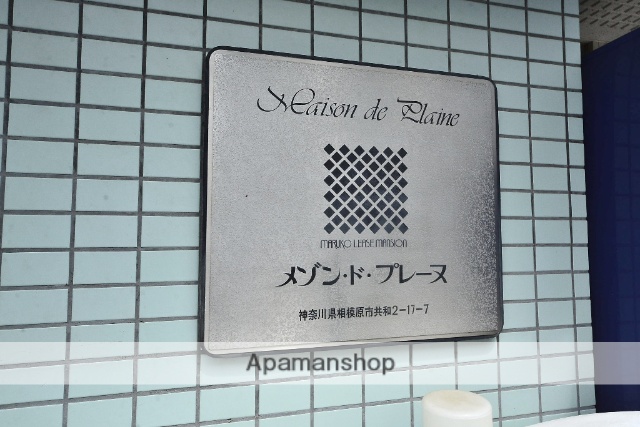 Maison de Plaine
MARUKO LEASE MANSION
メゾン・ド・プレーヌ
神奈川県相模原市共和2-17-7
Apamanshop